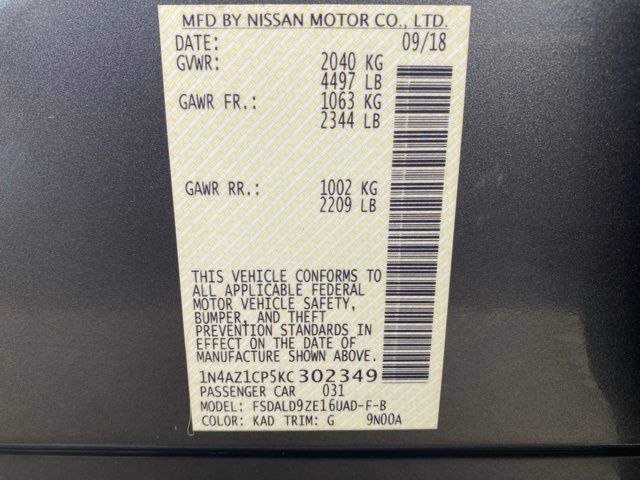 MFD BY NISSAN MOTOR CO., LTD.
DATE: 09/18
GVWR: 2040 KG
4497 LB
GAWR FR.: 1063 KG
2344 LB
GAWR RR.: 1002 KG
2209 LB
THIS VEHICLE CONFORMS TO
ALL APPLICABLE FEDERAL
MOTOR VEHICLE SAFETY,
BUMPER, AND THEFT
PREVENTION STANDARDS IN
EFFECT ON THE DATE OF
MANUFACTURE SHOWN ABOVE.
1N4AZ1CP5KC302349
PASSENGER CAR 031
MODEL: FSDALD9ZE16UAD-F-B
COLOR: KAD TRIM: G 9N00A